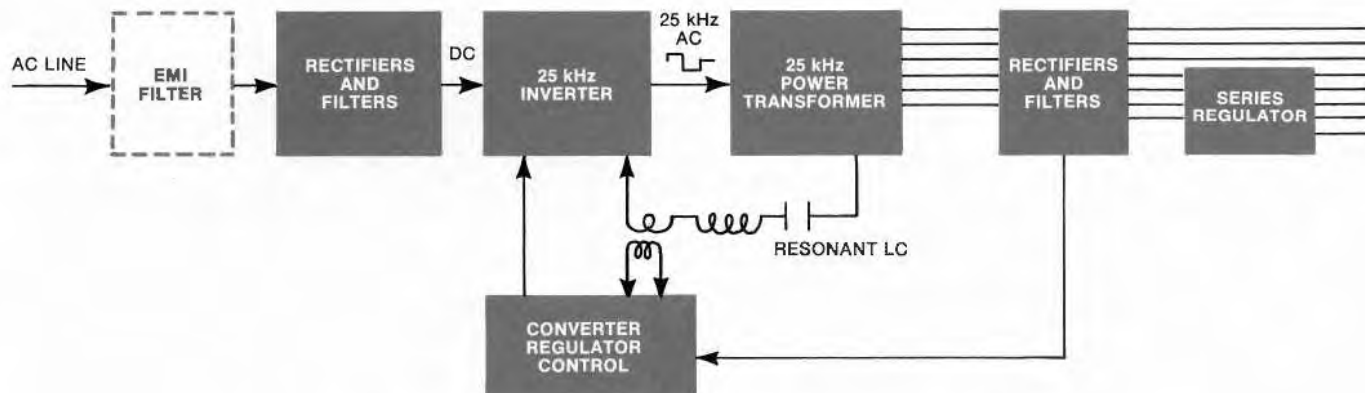 AC LINE
EMI
FILTER
RECTIFIERS
AND
FILTERS
DC
25 kHz
INVERTER
25 kHz
AC
25 kHz
POWER
TRANSFORMER
RECTIFIERS
AND
FILTERS
SERIES
REGULATOR
RESONANT LC
CONVERTER
REGULATOR
CONTROL